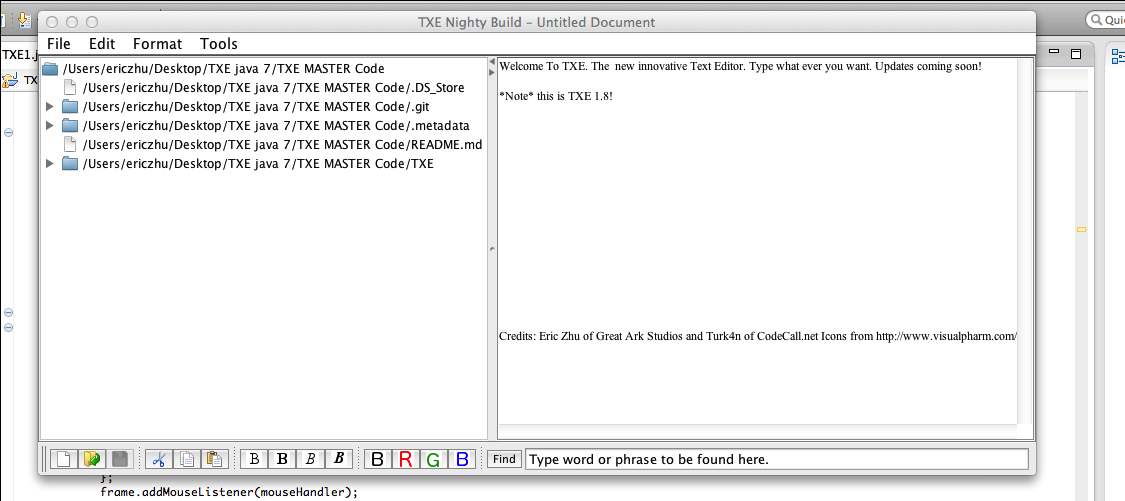 TXE Nighty Build – Untitled Document
File Edit Format Tools
Quic
TXE1.j
TX
/Users/ericzhu/Desktop/TXE java 7/TXE MASTER Code
/Users/ericzhu/Desktop/TXE java 7/TXE MASTER Code/.DS_Store
/Users/ericzhu/Desktop/TXE java 7/TXE MASTER Code/.git
/Users/ericzhu/Desktop/TXE java 7/TXE MASTER Code/.metadata
/Users/ericzhu/Desktop/TXE java 7/TXE MASTER Code/README.md
/Users/ericzhu/Desktop/TXE java 7/TXE MASTER Code/TXE
Welcome To TXE. The  new innovative Text Editor. Type what ever you want. Updates coming soon!
*Note* this is TXE 1.8!
Credits: Eric Zhu of Great Ark Studios and Turk4n of CodeCall.net Icons from http://www.visualpharm.com/
B B B B B R G B Find Type word or phrase to be found here.
};
frame.addMouseListener(mouseHandler);